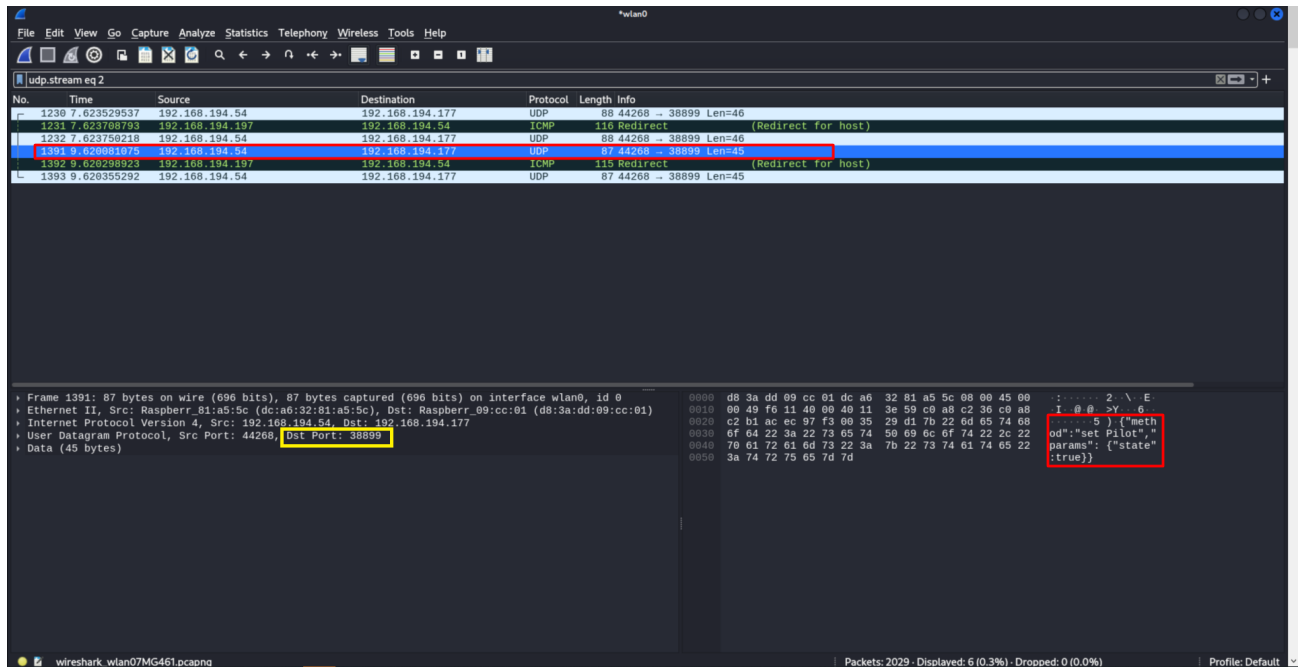 *wlan0
File Edit View Go Capture Analyze Statistics Telephony Wireless Tools Help
udp.stream eq 2
No. Time Source Destination Protocol Length Info
1230 7.623529537 192.168.194.54 192.168.194.177 UDP 88 44268 → 38899 Len=46
1231 7.623708793 192.168.194.197 192.168.194.54 ICMP 116 Redirect (Redirect for host)
1232 7.623750218 192.168.194.54 192.168.194.177 UDP 88 44268 → 38899 Len=46
1391 9.620081075 192.168.194.54 192.168.194.177 UDP 87 44268 → 38899 Len=45
1392 9.620298923 192.168.194.197 192.168.194.54 ICMP 115 Redirect (Redirect for host)
1393 9.620355292 192.168.194.54 192.168.194.177 UDP 87 44268 → 38899 Len=45
Frame 1391: 87 bytes on wire (696 bits), 87 bytes captured (696 bits) on interface wlan0, id 0
Ethernet II, Src: Raspberr_81:a5:5c (dc:a6:32:81:a5:5c), Dst: Raspberr_09:cc:01 (d8:3a:dd:09:cc:01)
Internet Protocol Version 4, Src: 192.168.194.54, Dst: 192.168.194.177
User Datagram Protocol, Src Port: 44268, Dst Port: 38899
Data (45 bytes)
0000 d8 3a dd 09 cc 01 dc a6 32 81 a5 5c 08 00 45 00 ·:······ 2··\··E·
0010 00 49 f6 11 40 00 40 11 3e 59 c0 a8 c2 36 c0 a8 ·I··@·@· >Y···6··
0020 c2 b1 ac ec 97 f3 00 35 29 d1 7b 22 6d 65 74 68 ·······5 )·{"meth
0030 6f 64 22 3a 22 73 65 74 50 69 6c 6f 74 22 2c 22 od":"set Pilot","
0040 70 61 72 61 6d 73 22 3a 7b 22 73 74 61 74 65 22 params": {"state"
0050 3a 74 72 75 65 7d 7d :true}}
wireshark_wlan07MG461.pcapng Packets: 2029 · Displayed: 6 (0.3%) · Dropped: 0 (0.0%) Profile: Default